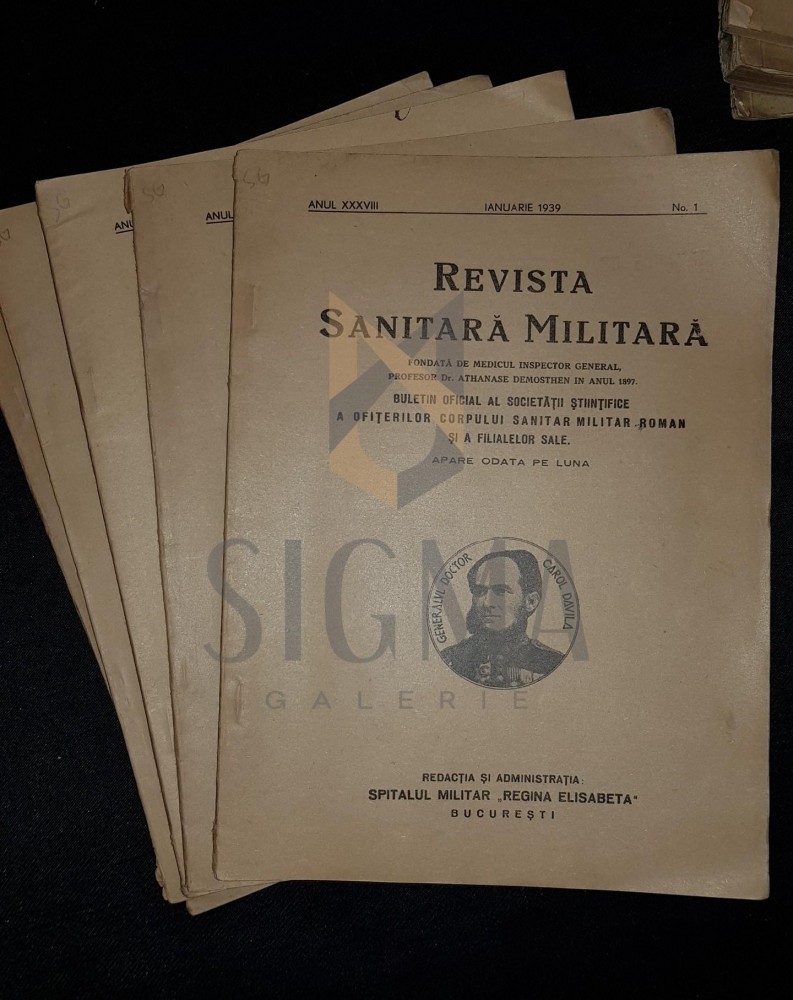 ANUL XXXVIII IANUARIE 1939 No. 1
REVISTA
SANITARĂ MILITARĂ
FONDATĂ DE MEDICUL INSPECTOR GENERAL,
PROFESOR Dr. ATHANASE DEMOSTHEN IN ANUL 1897.
BULETIN OFICIAL AL SOCIETĂTII ȘTIINȚIFICE
A OFIȚERILOR CORPULUI SANITAR MILITAR ROMAN
ȘI A FILIALELOR SALE.
APARE ODATA PE LUNA
GENERALUL DOCTOR CAROL DAVILA
SIGMA
GALERIE
REDACȚIA ȘI ADMINISTRAȚIA:
SPITALUL MILITAR „REGINA ELISABETA"
BUCUREȘTI
ANUL